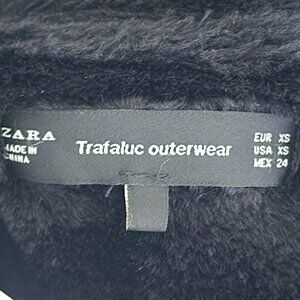 ZARA
MADE IN
CHINA
Trafaluc outerwear
EUR XS
USA XS
MEX 24